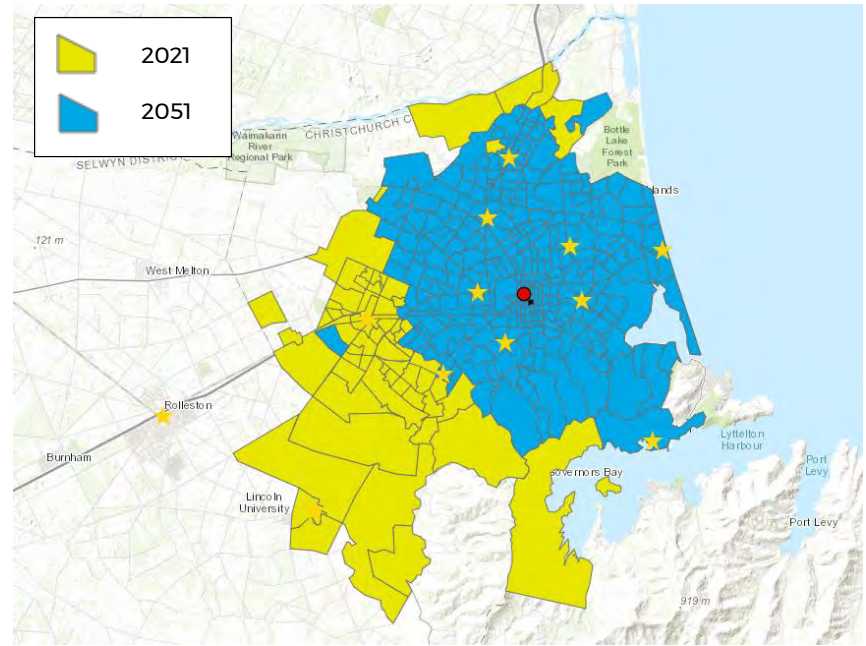 2021
2051
Waimakariri
River
Regional Park
CHRISTCHURCH C
SELWYN DISTRIC
Bottle
Lake
Forest
Park
lands
121 m
West Melton
Rolleston
Burnham
Lincoln
University
Governors Bay
Lyttelton
Harbour
Port
Levy
Port Levy
919 m